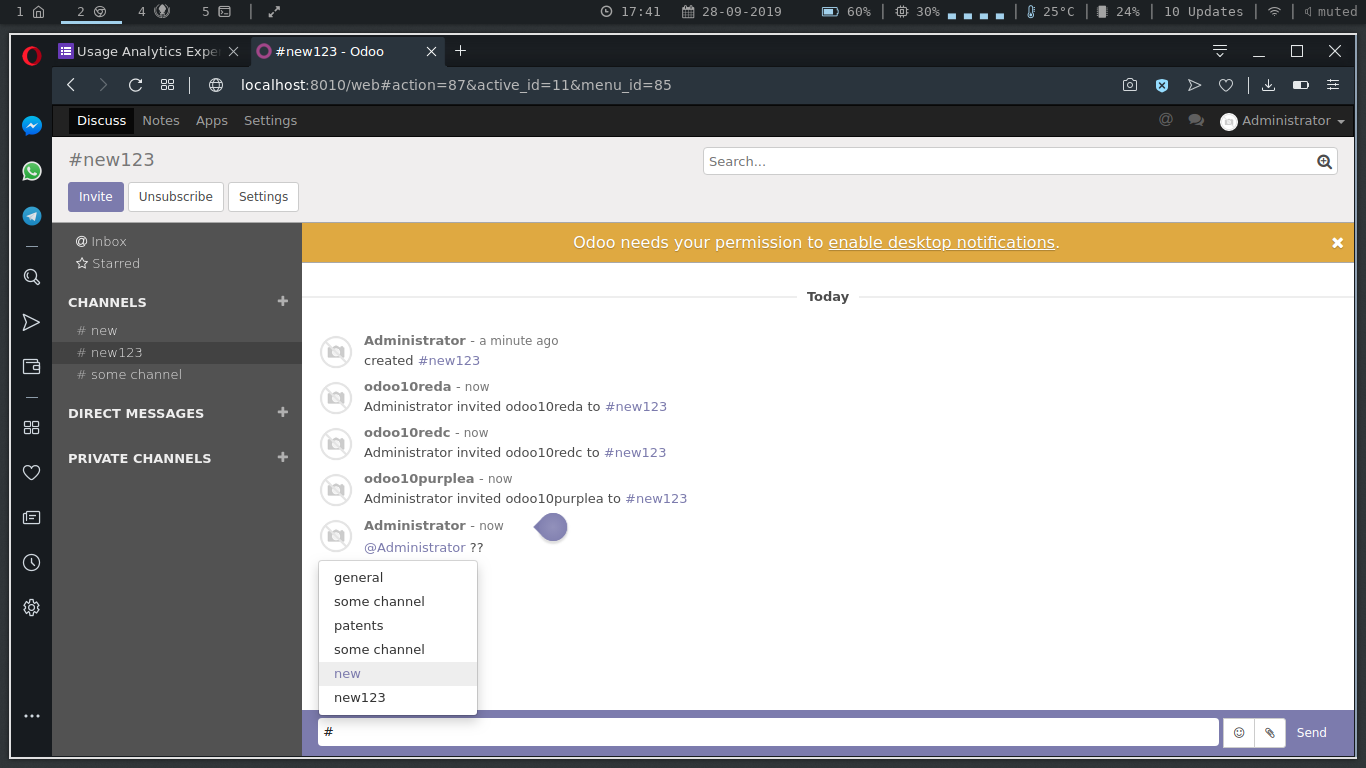 1 2 4 5 17:41 28-09-2019 60% 30% 25°C 24% 10 Updates muted
Usage Analytics Expe #new123 - Odoo
localhost:8010/web#action=87&active_id=11&menu_id=85
Discuss Notes Apps Settings @ Administrator
#new123 Search...
Invite Unsubscribe Settings
@ Inbox
Starred
CHANNELS +
# new
# new123
# some channel
DIRECT MESSAGES +
PRIVATE CHANNELS +
Odoo needs your permission to enable desktop notifications.
Today
Administrator - a minute ago
created #new123
odoo10reda - now
Administrator invited odoo10reda to #new123
odoo10redc - now
Administrator invited odoo10redc to #new123
odoo10purplea - now
Administrator invited odoo10purplea to #new123
Administrator - now
@Administrator ??
general
some channel
patents
some channel
new
new123
# Send